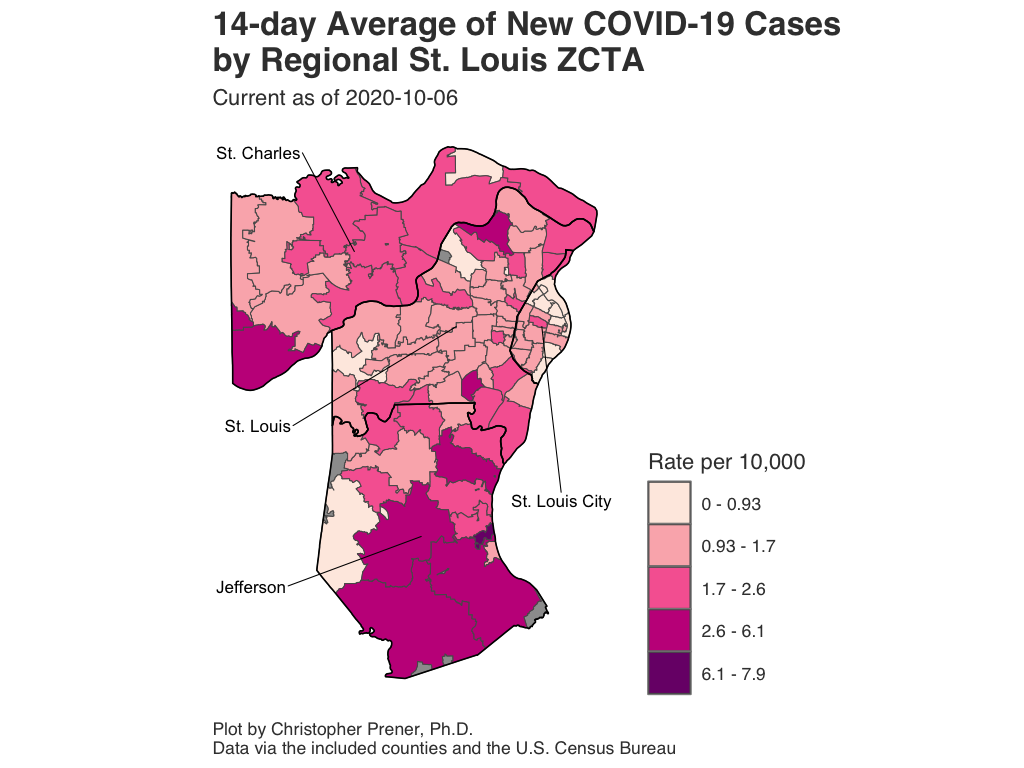 14-day Average of New COVID-19 Cases
by Regional St. Louis ZCTA
Current as of 2020-10-06
St. Charles
St. Louis
St. Louis City
Jefferson
Rate per 10,000
0 - 0.93
0.93 - 1.7
1.7 - 2.6
2.6 - 6.1
6.1 - 7.9
Plot by Christopher Prener, Ph.D.
Data via the included counties and the U.S. Census Bureau